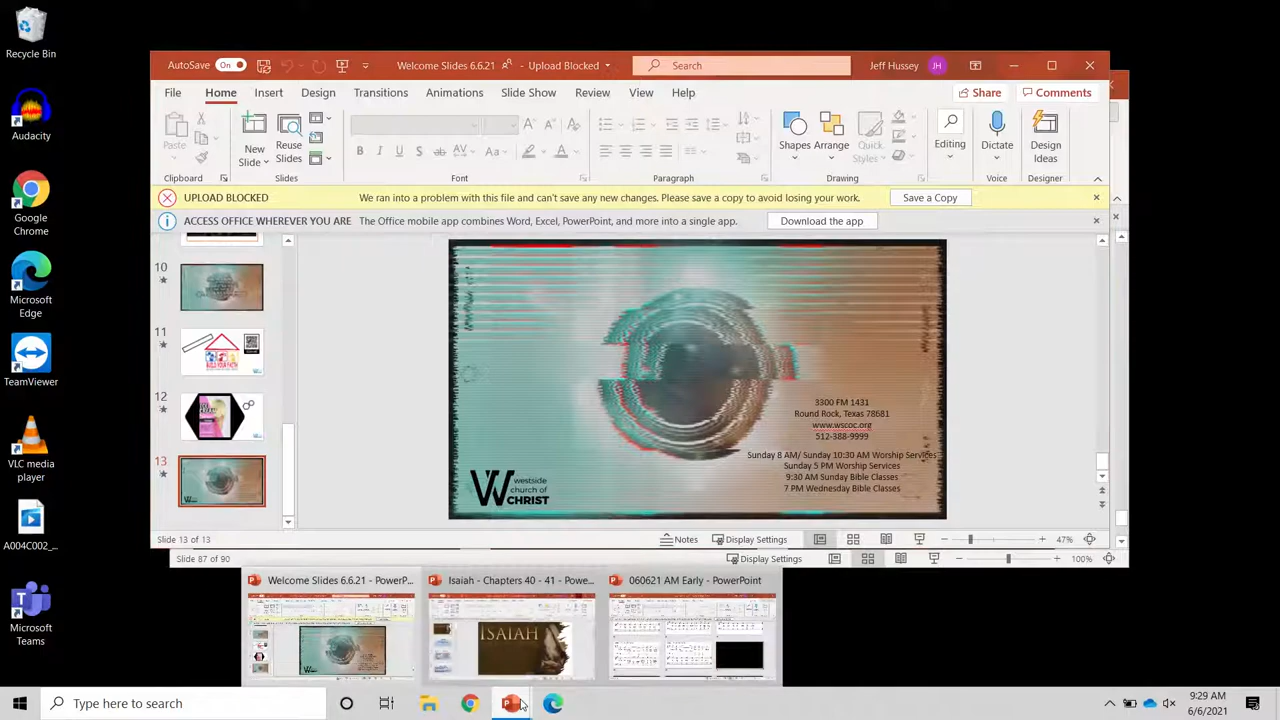 Recycle Bin
Audacity
Google
Chrome
Microsoft
Edge
TeamViewer
VLC media
player
A004C002_...
Microsoft
Teams
AutoSave
On
Welcome Slides 6.6.21
- Upload Blocked
Search
Jeff Hussey
JH
File
Home
Insert
Design
Transitions
Animations
Slide Show
Review
View
Help
Share
Comments
Paste
New
Slide
Reuse
Slides
Shapes
Arrange
Quick
Styles
Editing
Dictate
Design
Ideas
Clipboard
Slides
Font
Paragraph
Drawing
Voice
Designer
UPLOAD BLOCKED
We ran into a problem with this file and can't save any new changes. Please save a copy to avoid losing your work.
Save a Copy
ACCESS OFFICE WHEREVER YOU ARE
The Office mobile app combines Word, Excel, PowerPoint, and more into a single app.
Download the app
10
11
12
13
3300 FM 1431
Round Rock, Texas 78681
www.wscoc.org
512-388-9999
Sunday 8 AM/ Sunday 10:30 AM Worship Services
Sunday 5 PM Worship Services
9:30 AM Sunday Bible Classes
7 PM Wednesday Bible Classes
W
westside
church of
CHRIST
Slide 13 of 13
Notes
Display Settings
47%
Slide 87 of 90
Display Settings
100%
Welcome Slides 6.6.21 - PowerP...
Isaiah - Chapters 40 - 41 - Powe...
060621 AM Early - PowerPoint
ISAIAH
Type here to search
9:29 AM
6/6/2021